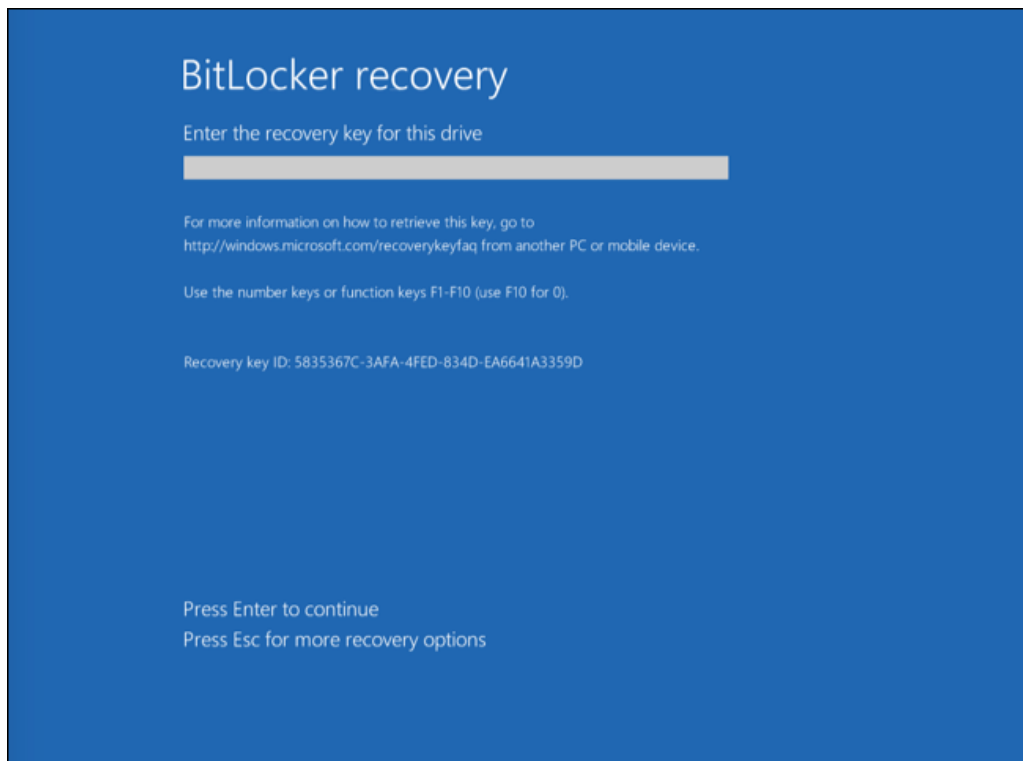 BitLocker recovery
Enter the recovery key for this drive
For more information on how to retrieve this key, go to
http://windows.microsoft.com/recoverykeyfaq from another PC or mobile device.
Use the number keys or function keys F1-F10 (use F10 for 0).
Recovery key ID: 5835367C-3AFA-4FED-834D-EA6641A3359D
Press Enter to continue
Press Esc for more recovery options